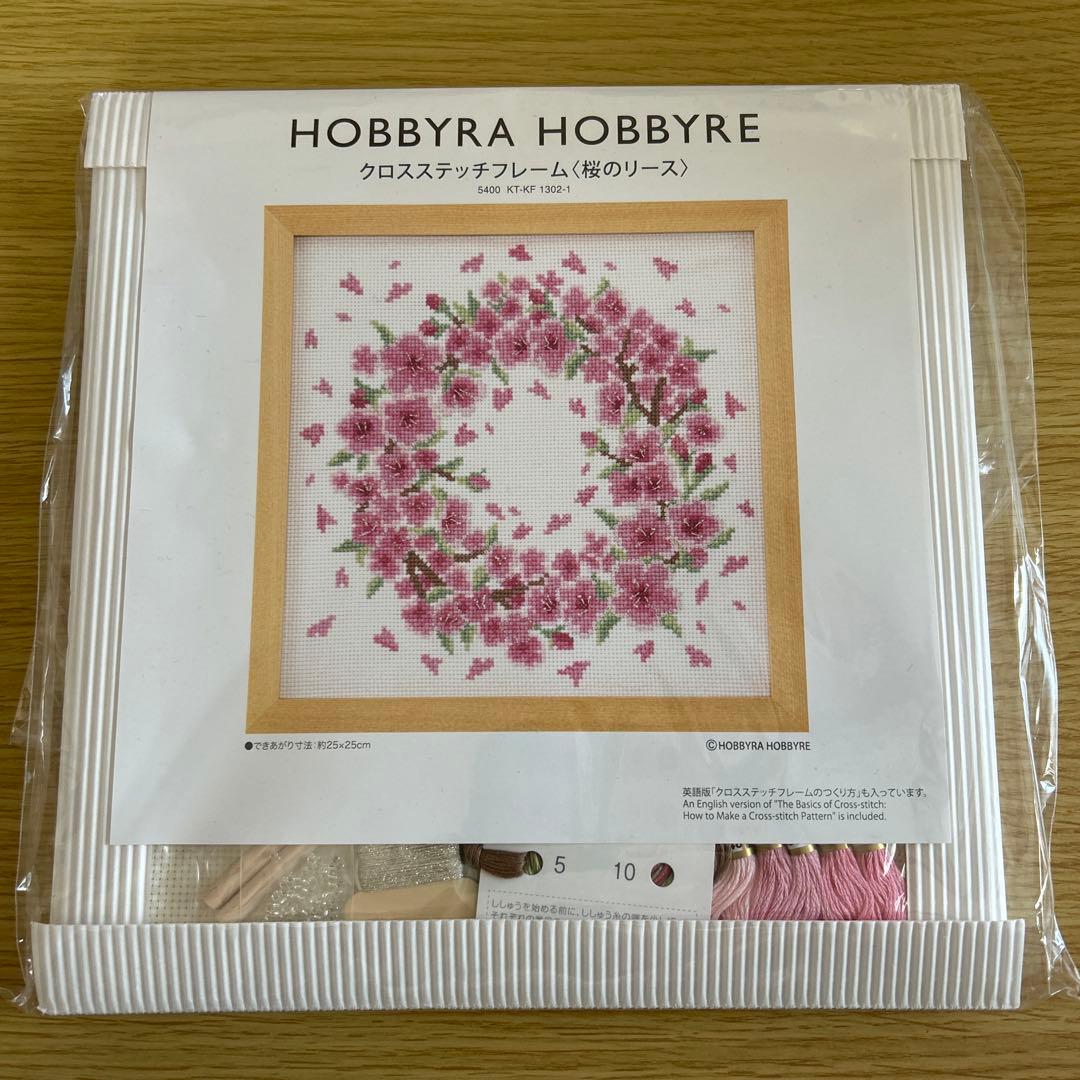 HOBBYRA HOBBYRE
クロスステッチフレーム〈桜のリース〉
5400 KT-KF 1302-1
●できあがり寸法：約25×25cm
©HOBBYRA HOBBYRE
英語版「クロスステッチフレームのつくり方」も入っています。
An English version of "The Basics of Cross-stitch:
How to Make a Cross-stitch Pattern" is included.
5 10
ししゅうを始める前に、ししゅう糸の